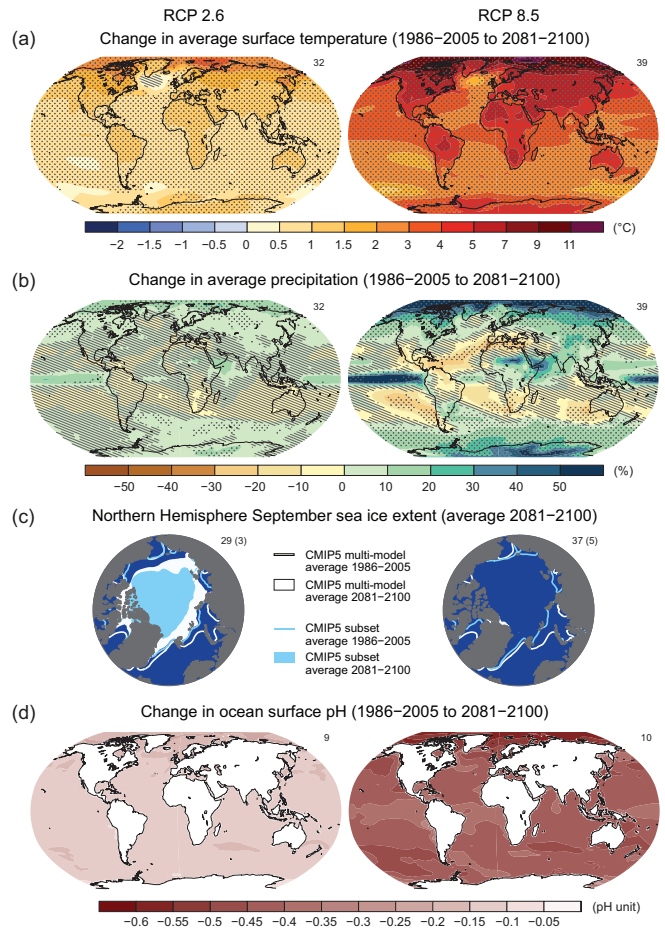 RCP 2.6 RCP 8.5
(a) Change in average surface temperature (1986−2005 to 2081−2100)
32 39
−2 −1.5 −1 −0.5 0 0.5 1 1.5 2 3 4 5 7 9 11 (°C)
(b) Change in average precipitation (1986−2005 to 2081−2100)
32 39
−50 −40 −30 −20 −10 0 10 20 30 40 50 (%)
(c) Northern Hemisphere September sea ice extent (average 2081−2100)
29 (3) 37 (5)
CMIP5 multi-model
average 1986−2005
CMIP5 multi-model
average 2081−2100
CMIP5 subset
average 1986−2005
CMIP5 subset
average 2081−2100
(d) Change in ocean surface pH (1986−2005 to 2081−2100)
9 10
−0.6 −0.55 −0.5 −0.45 −0.4 −0.35 −0.3 −0.25 −0.2 −0.15 −0.1 −0.05 (pH unit)